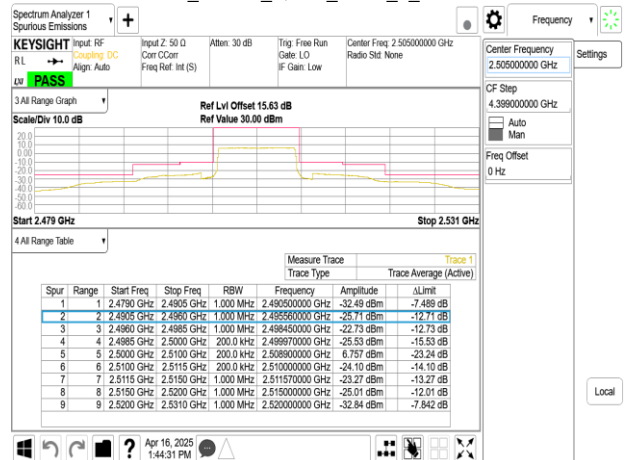 Spectrum Analyzer 1
Spurious Emissions
+
Frequency
KEYSIGHT
Input: RF
Coupling: DC
Align: Auto
Input Z: 50 Ω
Corr CCorr
Freq Ref: Int (S)
Atten: 30 dB
Trig: Free Run
Gate: LO
IF Gain: Low
Center Freq: 2.505000000 GHz
Radio Std: None
RL
LXI PASS
Center Frequency
2.505000000 GHz
Settings
CF Step
4.399000000 GHz
Auto
Man
Freq Offset
0 Hz
3 All Range Graph
Ref Lvl Offset 15.63 dB
Scale/Div 10.0 dB
Ref Value 30.00 dBm
20.0
10.0
0.00
-10.0
-20.0
-30.0
-40.0
-50.0
-60.0
Start 2.479 GHz
Stop 2.531 GHz
4 All Range Table
Measure Trace Trace 1
Trace Type Trace Average (Active)
Spur Range Start Freq Stop Freq RBW Frequency Amplitude ΔLimit
1 1 2.4790 GHz 2.4905 GHz 1.000 MHz 2.490500000 GHz -32.49 dBm -7.489 dB
2 2 2.4905 GHz 2.4960 GHz 1.000 MHz 2.495560000 GHz -25.71 dBm -12.71 dB
3 3 2.4960 GHz 2.4985 GHz 1.000 MHz 2.498450000 GHz -22.73 dBm -12.73 dB
4 4 2.4985 GHz 2.5000 GHz 200.0 kHz 2.499970000 GHz -25.53 dBm -15.53 dB
5 5 2.5000 GHz 2.5100 GHz 200.0 kHz 2.508900000 GHz 6.757 dBm -23.24 dB
6 6 2.5100 GHz 2.5115 GHz 200.0 kHz 2.510000000 GHz -24.10 dBm -14.10 dB
7 7 2.5115 GHz 2.5150 GHz 1.000 MHz 2.511570000 GHz -23.27 dBm -13.27 dB
8 8 2.5150 GHz 2.5200 GHz 1.000 MHz 2.515000000 GHz -25.01 dBm -12.01 dB
9 9 2.5200 GHz 2.5310 GHz 1.000 MHz 2.520000000 GHz -32.84 dBm -7.842 dB
Local
?
Apr 16, 2025
1:44:31 PM